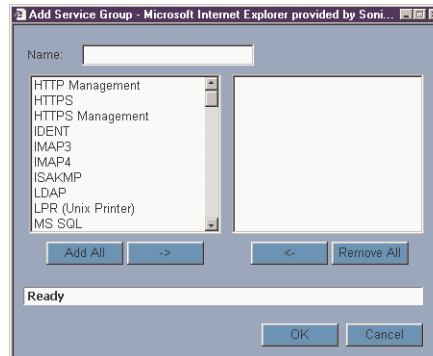 Add Service Group - Microsoft Internet Explorer provided by Soni...
Name:
HTTP Management
HTTPS
HTTPS Management
IDENT
IMAP3
IMAP4
ISAKMP
LDAP
LPR (Unix Printer)
MS SQL
Add All -> <- Remove All
Ready
OK Cancel